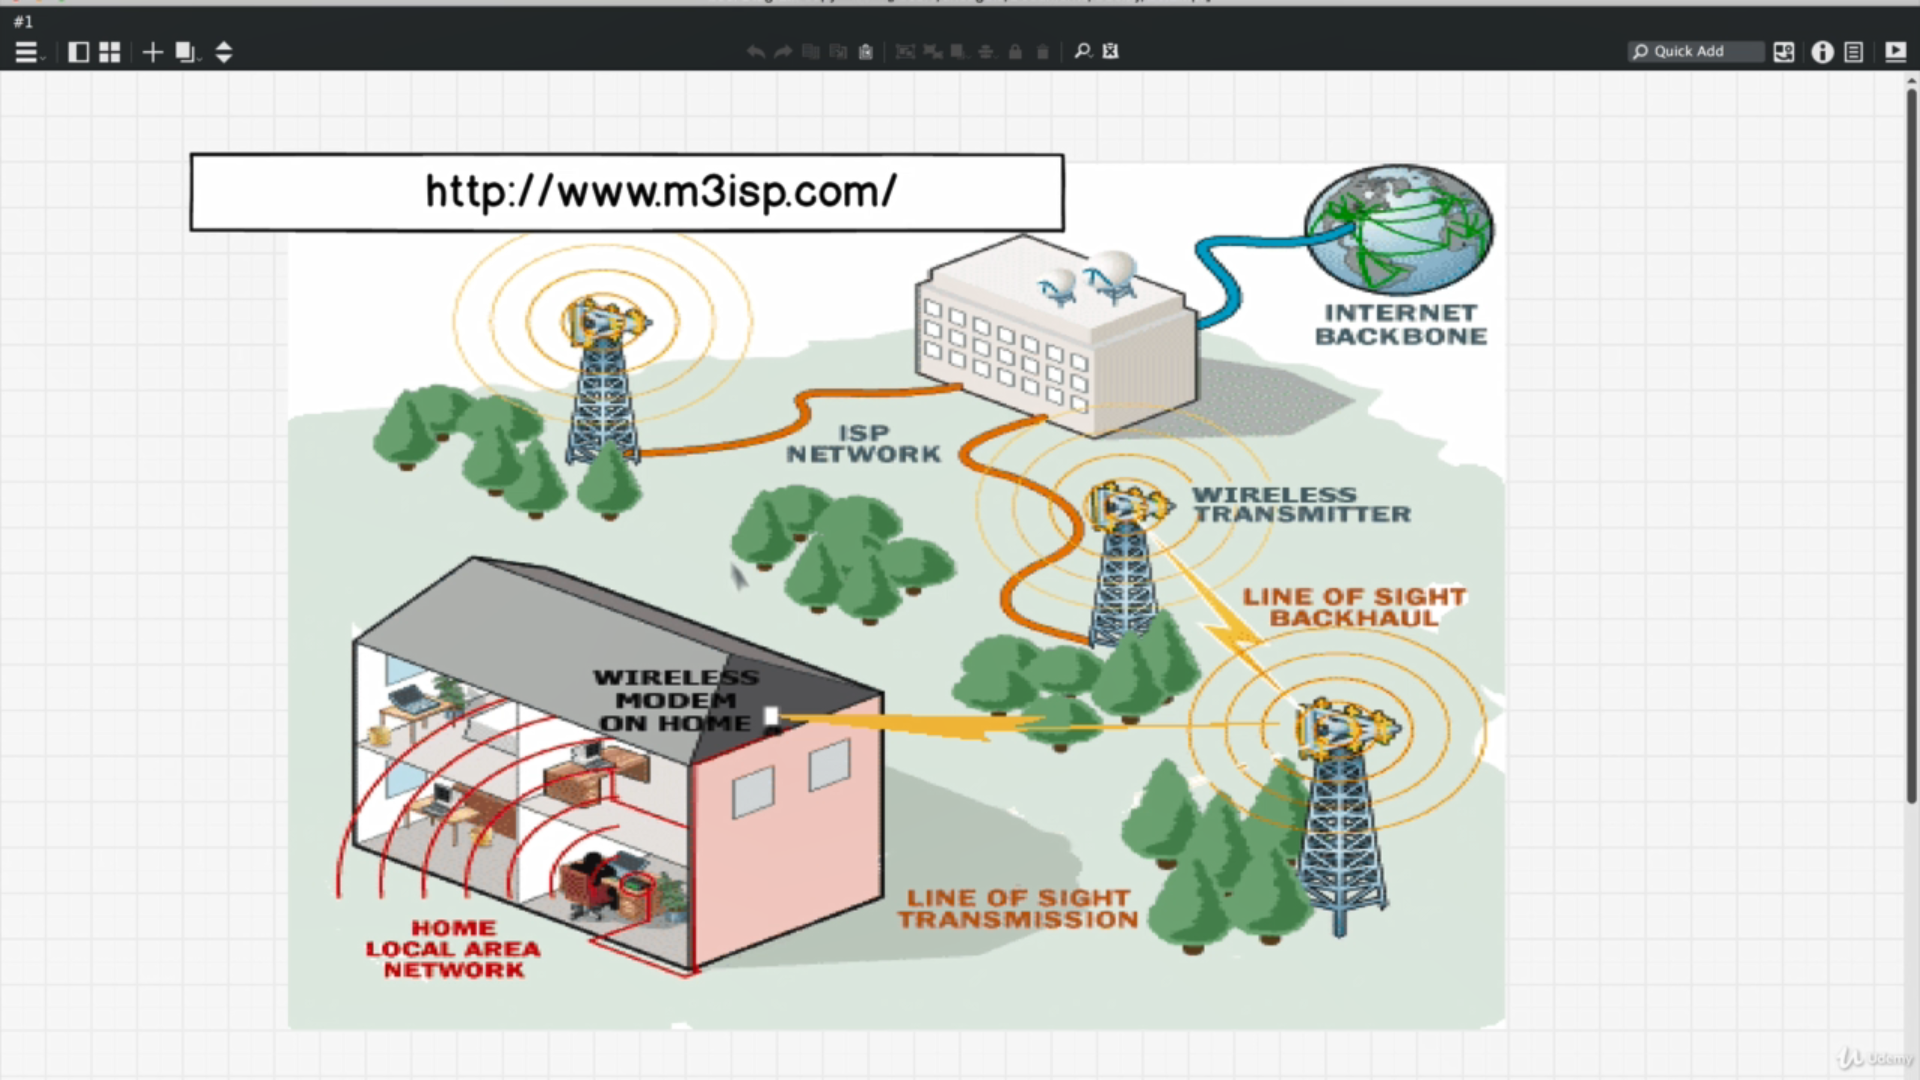 #1
Quick Add
http://www.m3isp.com/
INTERNET
BACKBONE
ISP
NETWORK
WIRELESS
TRANSMITTER
LINE OF SIGHT
BACKHAUL
WIRELESS
MODEM
ON HOME
LINE OF SIGHT
TRANSMISSION
HOME
LOCAL AREA
NETWORK
Udemy